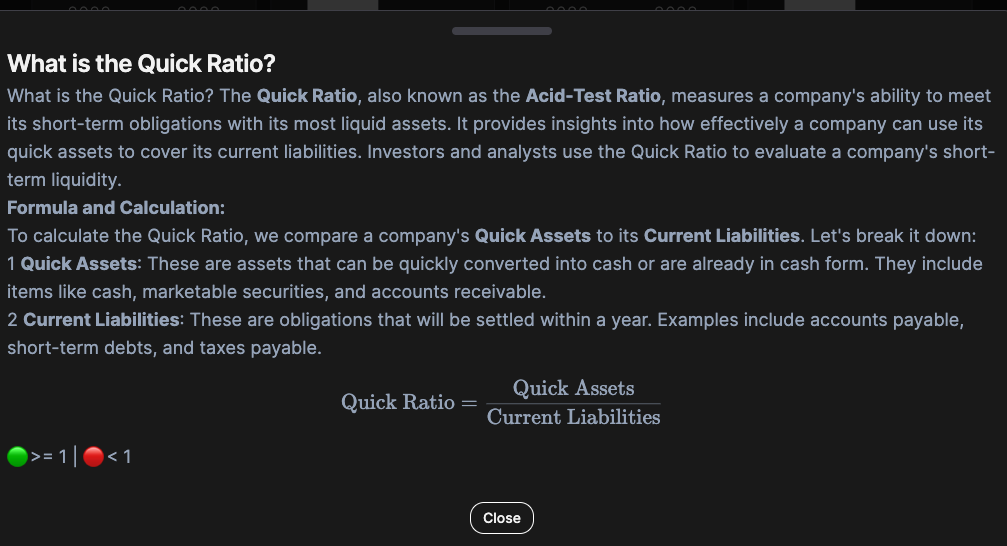 What is the Quick Ratio?
What is the Quick Ratio? The Quick Ratio, also known as the Acid-Test Ratio, measures a company's ability to meet
its short-term obligations with its most liquid assets. It provides insights into how effectively a company can use its
quick assets to cover its current liabilities. Investors and analysts use the Quick Ratio to evaluate a company's short-
term liquidity.
Formula and Calculation:
To calculate the Quick Ratio, we compare a company's Quick Assets to its Current Liabilities. Let's break it down:
1 Quick Assets: These are assets that can be quickly converted into cash or are already in cash form. They include
items like cash, marketable securities, and accounts receivable.
2 Current Liabilities: These are obligations that will be settled within a year. Examples include accounts payable,
short-term debts, and taxes payable.
Quick Ratio = Quick Assets
Current Liabilities
>= 1 | < 1
Close